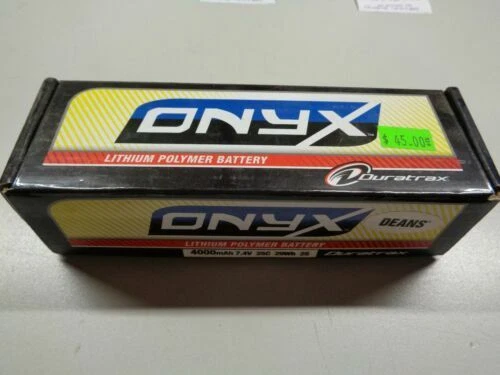 ONYX
$ 45.00
LITHIUM POLYMER BATTERY
Duratrax
ONYX
DEANS
LITHIUM POLYMER BATTERY
4000mAh 7.4V 25C 29Wh 2S
Duratrax